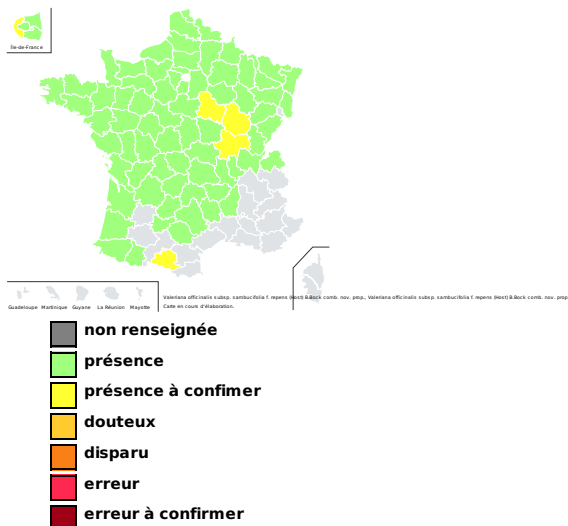 Île-de-France
Guadeloupe Martinique Guyane La Réunion Mayotte
Valeriana officinalis subsp. sambucifolia f. repens (Host) B.Bock comb. nov. prop., Valeriana officinalis subsp. sambucifolia f. repens (Host) B.Bock comb. nov. prop
Carte en cours d'élaboration.
non renseignée
présence
présence à confimer
douteux
disparu
erreur
erreur à confirmer